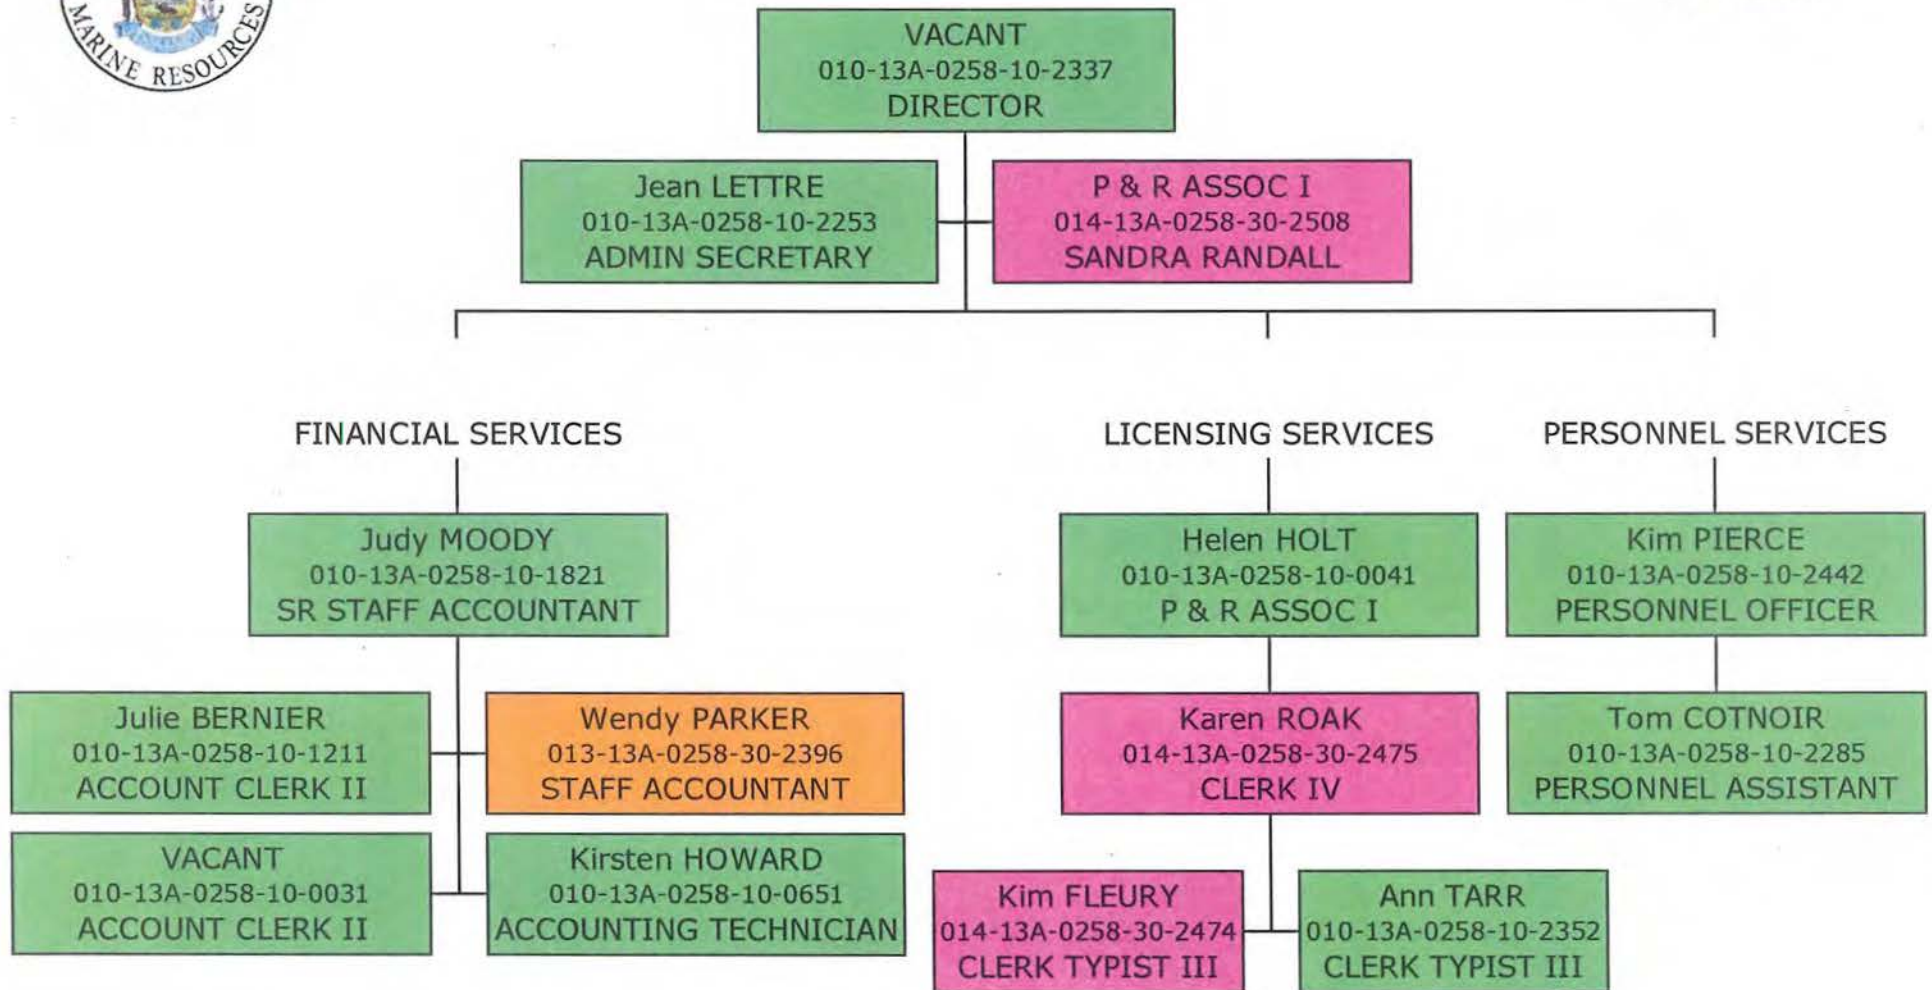 MARINE RESOURCES
VACANT
010-13A-0258-10-2337
DIRECTOR
Jean LETTRE
010-13A-0258-10-2253
ADMIN SECRETARY
P & R ASSOC I
014-13A-0258-30-2508
SANDRA RANDALL
FINANCIAL SERVICES
LICENSING SERVICES
PERSONNEL SERVICES
Judy MOODY
010-13A-0258-10-1821
SR STAFF ACCOUNTANT
Helen HOLT
010-13A-0258-10-0041
P & R ASSOC I
Kim PIERCE
010-13A-0258-10-2442
PERSONNEL OFFICER
Julie BERNIER
010-13A-0258-10-1211
ACCOUNT CLERK II
Wendy PARKER
013-13A-0258-30-2396
STAFF ACCOUNTANT
Karen ROAK
014-13A-0258-30-2475
CLERK IV
Tom COTNOIR
010-13A-0258-10-2285
PERSONNEL ASSISTANT
VACANT
010-13A-0258-10-0031
ACCOUNT CLERK II
Kirsten HOWARD
010-13A-0258-10-0651
ACCOUNTING TECHNICIAN
Kim FLEURY
014-13A-0258-30-2474
CLERK TYPIST III
Ann TARR
010-13A-0258-10-2352
CLERK TYPIST III